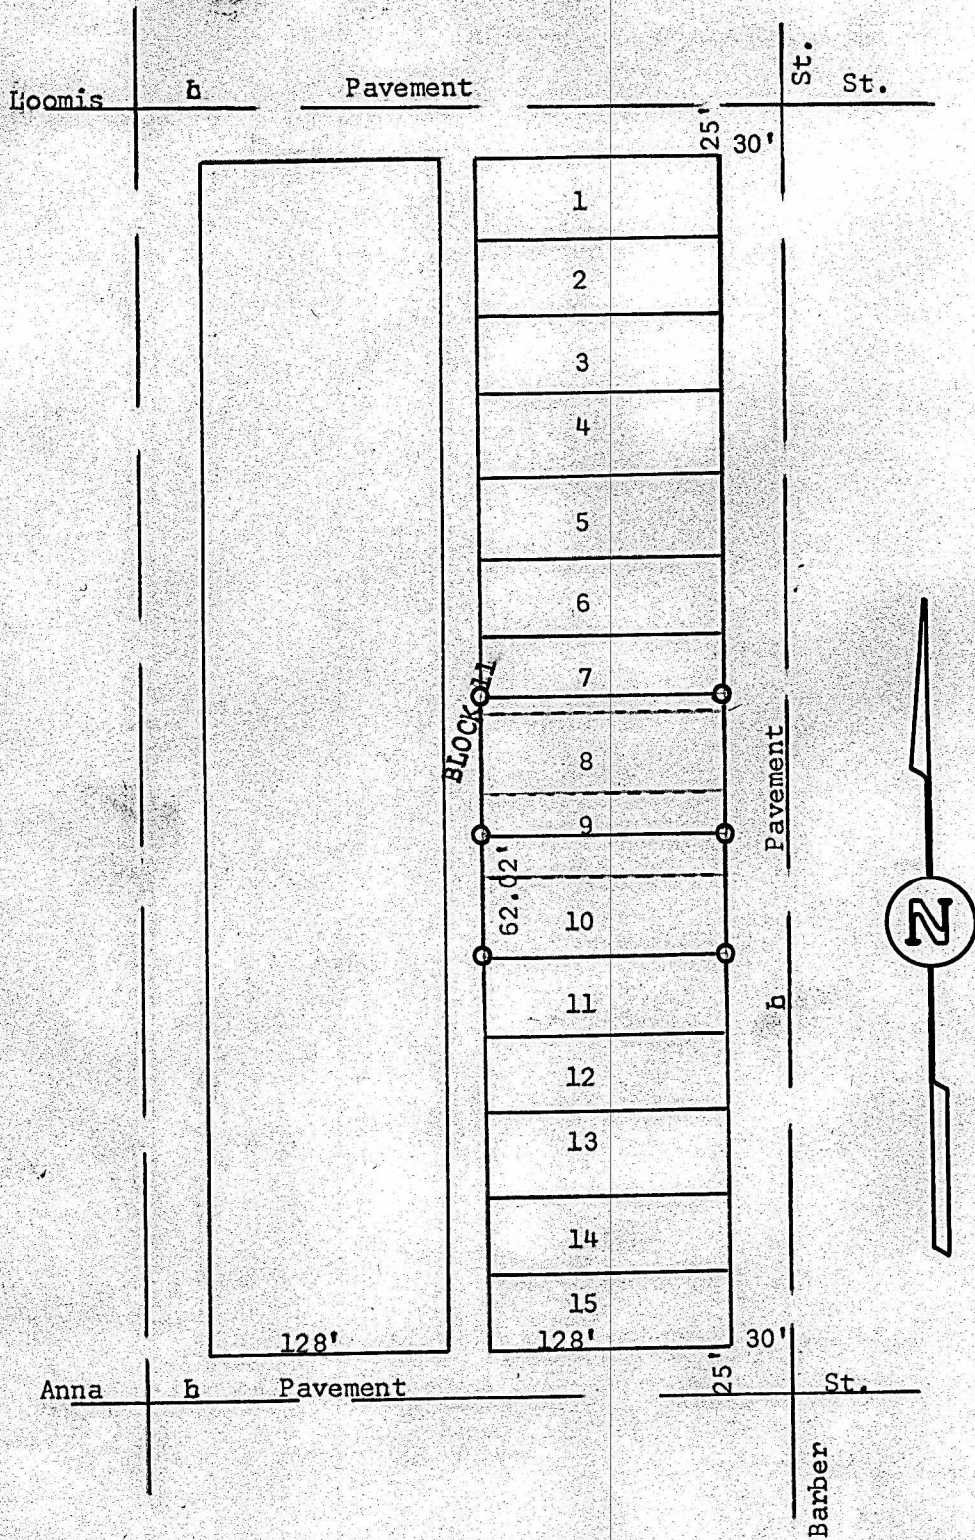 Loomis
Pavement
St.
St.
25'
30'
1
2
3
4
5
6
7
BLOCK 11
8
Pavement
9
62.02'
10
N
11
12
13
14
15
128'
128'
30'
25'
Anna
Pavement
St.
Barber